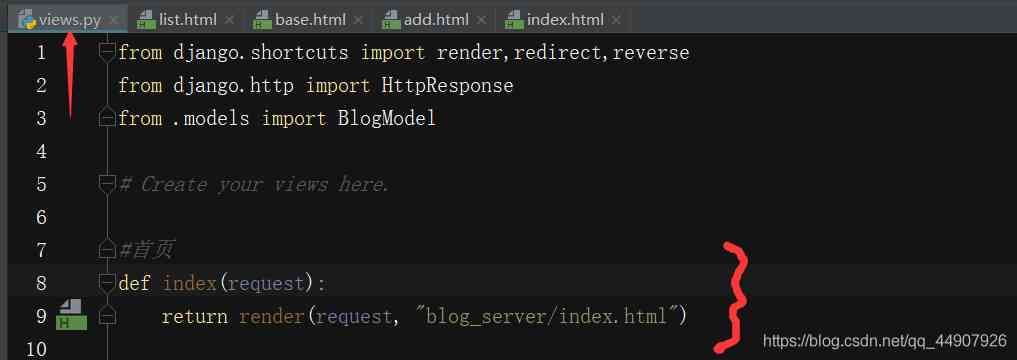 views.py list.html base.html add.html index.html
1 from django.shortcuts import render,redirect,reverse
2 from django.http import HttpResponse
3 from .models import BlogModel
4
5 # Create your views here.
6
7 #首页
8 def index(request):
9 return render(request, "blog_server/index.html")
10
https://blog.csdn.net/qq_44907926